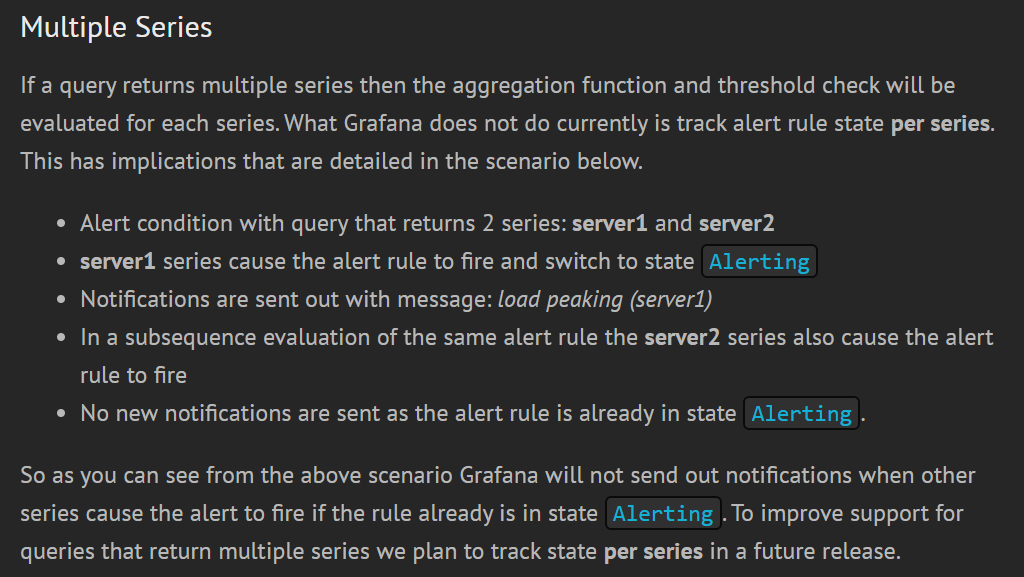 Multiple Series
If a query returns multiple series then the aggregation function and threshold check will be
evaluated for each series. What Grafana does not do currently is track alert rule state per series.
This has implications that are detailed in the scenario below.
• Alert condition with query that returns 2 series: server1 and server2
• server1 series cause the alert rule to fire and switch to state Alerting
• Notifications are sent out with message: load peaking (server1)
• In a subsequence evaluation of the same alert rule the server2 series also cause the alert
rule to fire
• No new notifications are sent as the alert rule is already in state Alerting.
So as you can see from the above scenario Grafana will not send out notifications when other
series cause the alert to fire if the rule already is in state Alerting. To improve support for
queries that return multiple series we plan to track state per series in a future release.